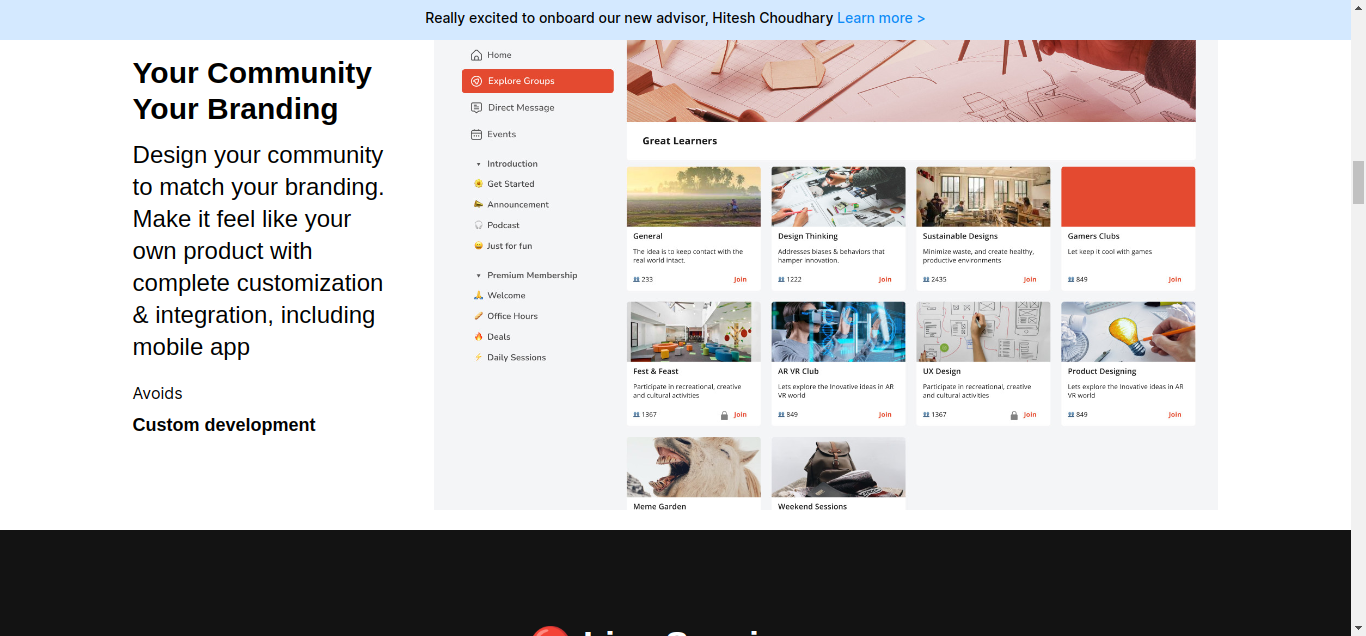 Really excited to onboard our new advisor, Hitesh Choudhary Learn more >
Your Community
Your Branding
Design your community
to match your branding.
Make it feel like your
own product with
complete customization
& integration, including
mobile app
Avoids
Custom development
Home
Explore Groups
Direct Message
Events
Introduction
Get Started
Announcement
Podcast
Just for fun
Premium Membership
Welcome
Office Hours
Deals
Daily Sessions
Great Learners
General
The idea is to keep contact with the
real world intact.
233 Join
Design Thinking
Addresses biases & behaviors that
hamper innovation.
1222 Join
Sustainable Designs
Minimize waste, and create healthy,
productive environments
2435 Join
Gamers Clubs
Let keep it cool with games
849 Join
Fest & Feast
Participate in recreational, creative
and cultural activities
1367 Join
AR VR Club
Lets explore the Inovative ideas in AR
VR world
849 Join
UX Design
Participate in recreational, creative
and cultural activities
1367 Join
Product Designing
Lets explore the Inovative ideas in AR
VR world
849 Join
Meme Garden
Weekend Sessions